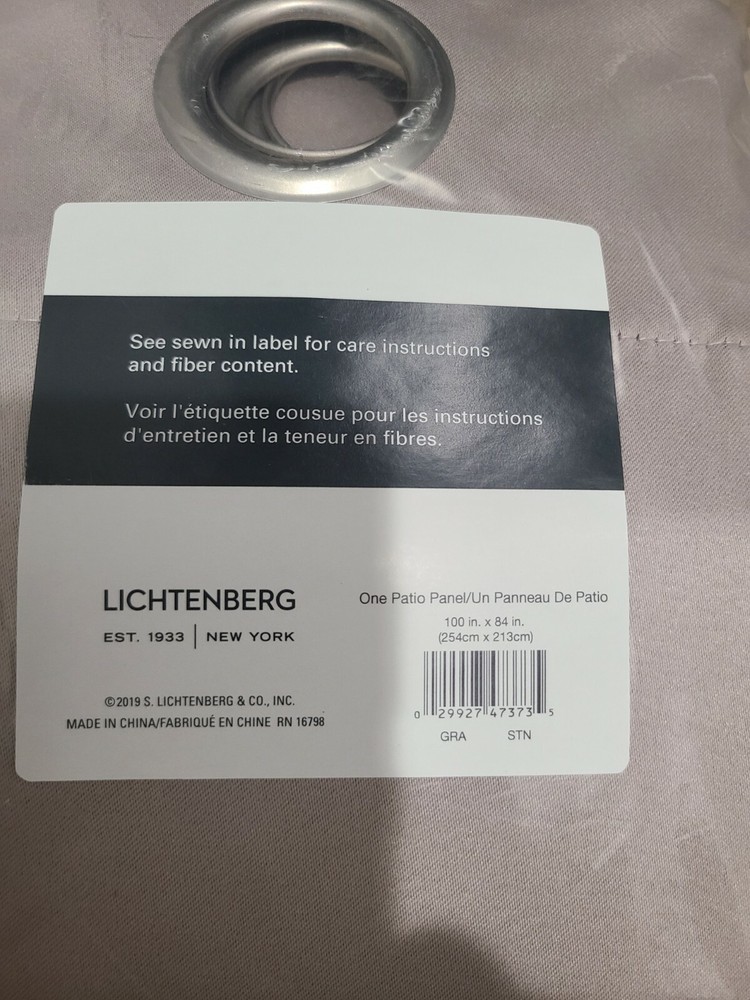 See sewn in label for care instructions
and fiber content.
Voir l'étiquette cousue pour les instructions
d'entretien et la teneur en fibres.
LICHTENBERG
EST. 1933 | NEW YORK
©2019 S. LICHTENBERG & CO., INC.
MADE IN CHINA/FABRIQUÉ EN CHINE RN 16798
One Patio Panel/Un Panneau De Patio
100 in. x 84 in.
(254cm x 213cm)
0 29927 47373 5
GRA STN